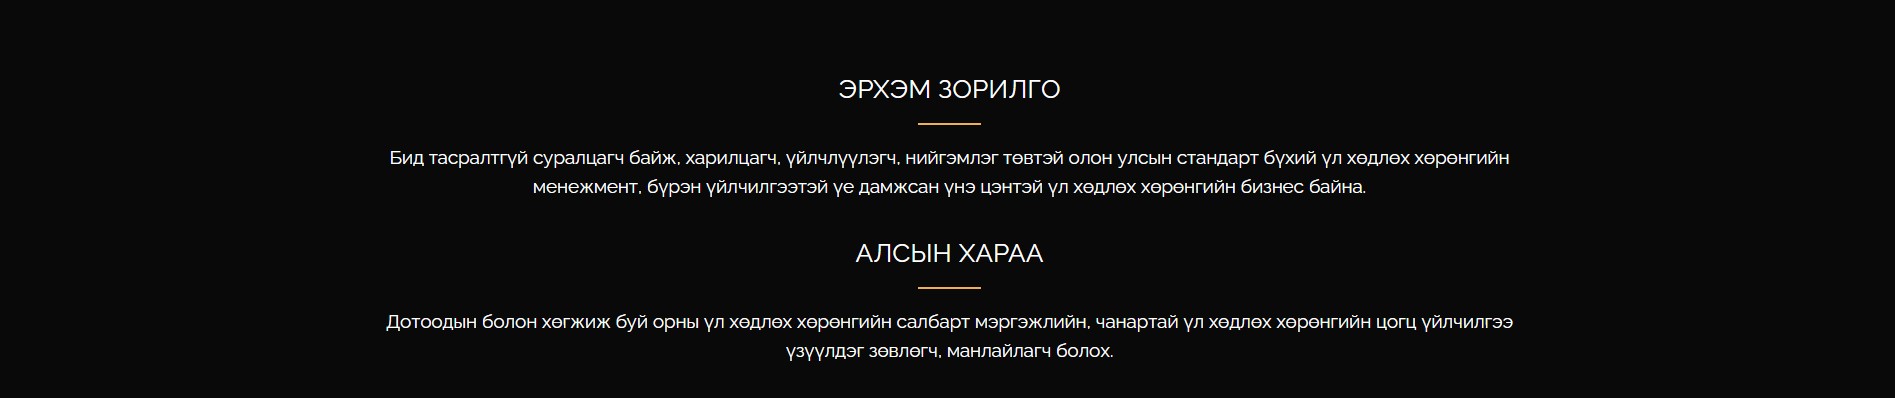 ЭРХЭМ ЗОРИЛГО
Бид тасралтгүй суралцагч байж, харилцагч, үйлчлүүлэгч, нийгэмлэг төвтэй олон улсын стандарт бүхий үл хөдлөх хөрөнгийн
менежмент, бүрэн үйлчилгээтэй үе дамжсан үнэ цэнтэй үл хөдлөх хөрөнгийн бизнес байна.
АЛСЫН ХАРАА
Дотоодын болон хөгжиж буй орны үл хөдлөх хөрөнгийн салбарт мэргэжлийн, чанартай үл хөдлөх хөрөнгийн цогц үйлчилгээ
үзүүлдэг зөвлөгч, манлайлагч болох.